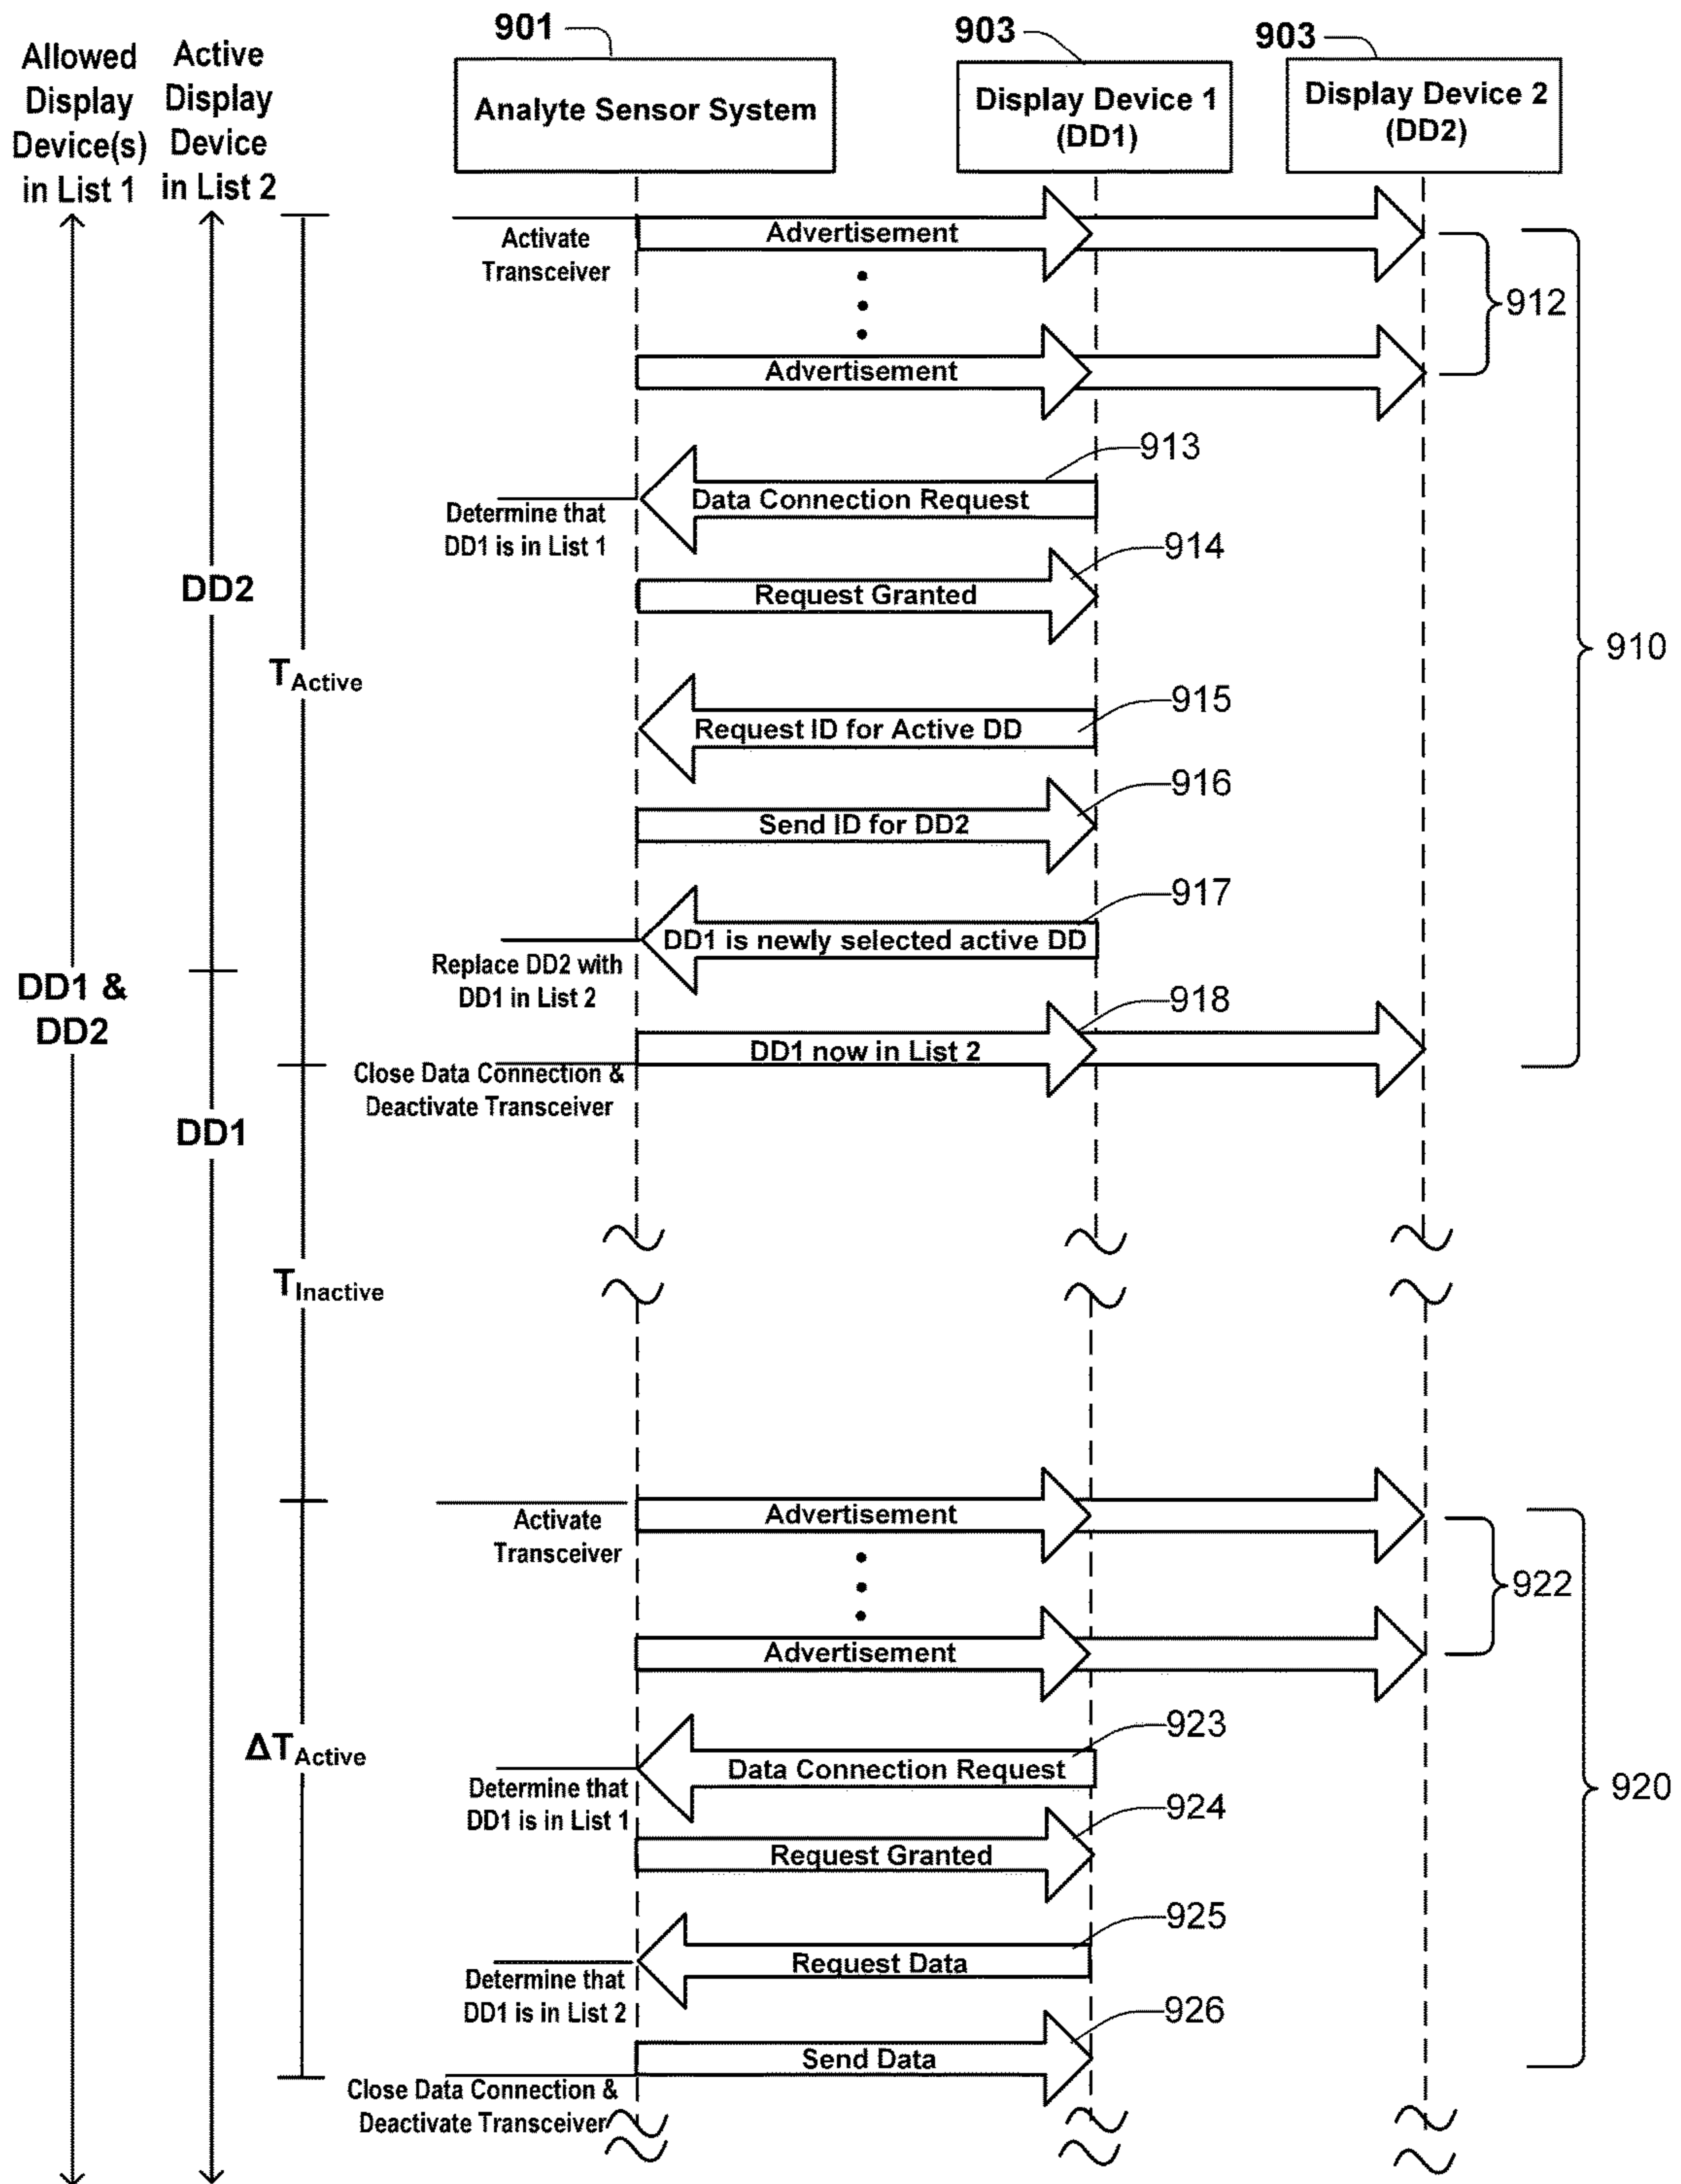 Allowed
Display
Device(s)
in List 1
Active
Display
Device
in List 2
901
903
903
Analyte Sensor System
Display Device 1
(DD1)
Display Device 2
(DD2)
Activate
Transceiver
Advertisement
912
Advertisement
913
Data Connection Request
Determine that
DD1 is in List 1
914
Request Granted
DD2
910
TActive
915
Request ID for Active DD
916
Send ID for DD2
917
DD1 is newly selected active DD
Replace DD2 with
DD1 in List 2
DD1 &
DD2
918
DD1 now in List 2
Close Data Connection &
Deactivate Transceiver
DD1
TInactive
Activate
Transceiver
Advertisement
922
Advertisement
923
Data Connection Request
Determine that
DD1 is in List 1
ΔTActive
920
924
Request Granted
925
Request Data
Determine that
DD1 is in List 2
926
Send Data
Close Data Connection &
Deactivate Transceiver